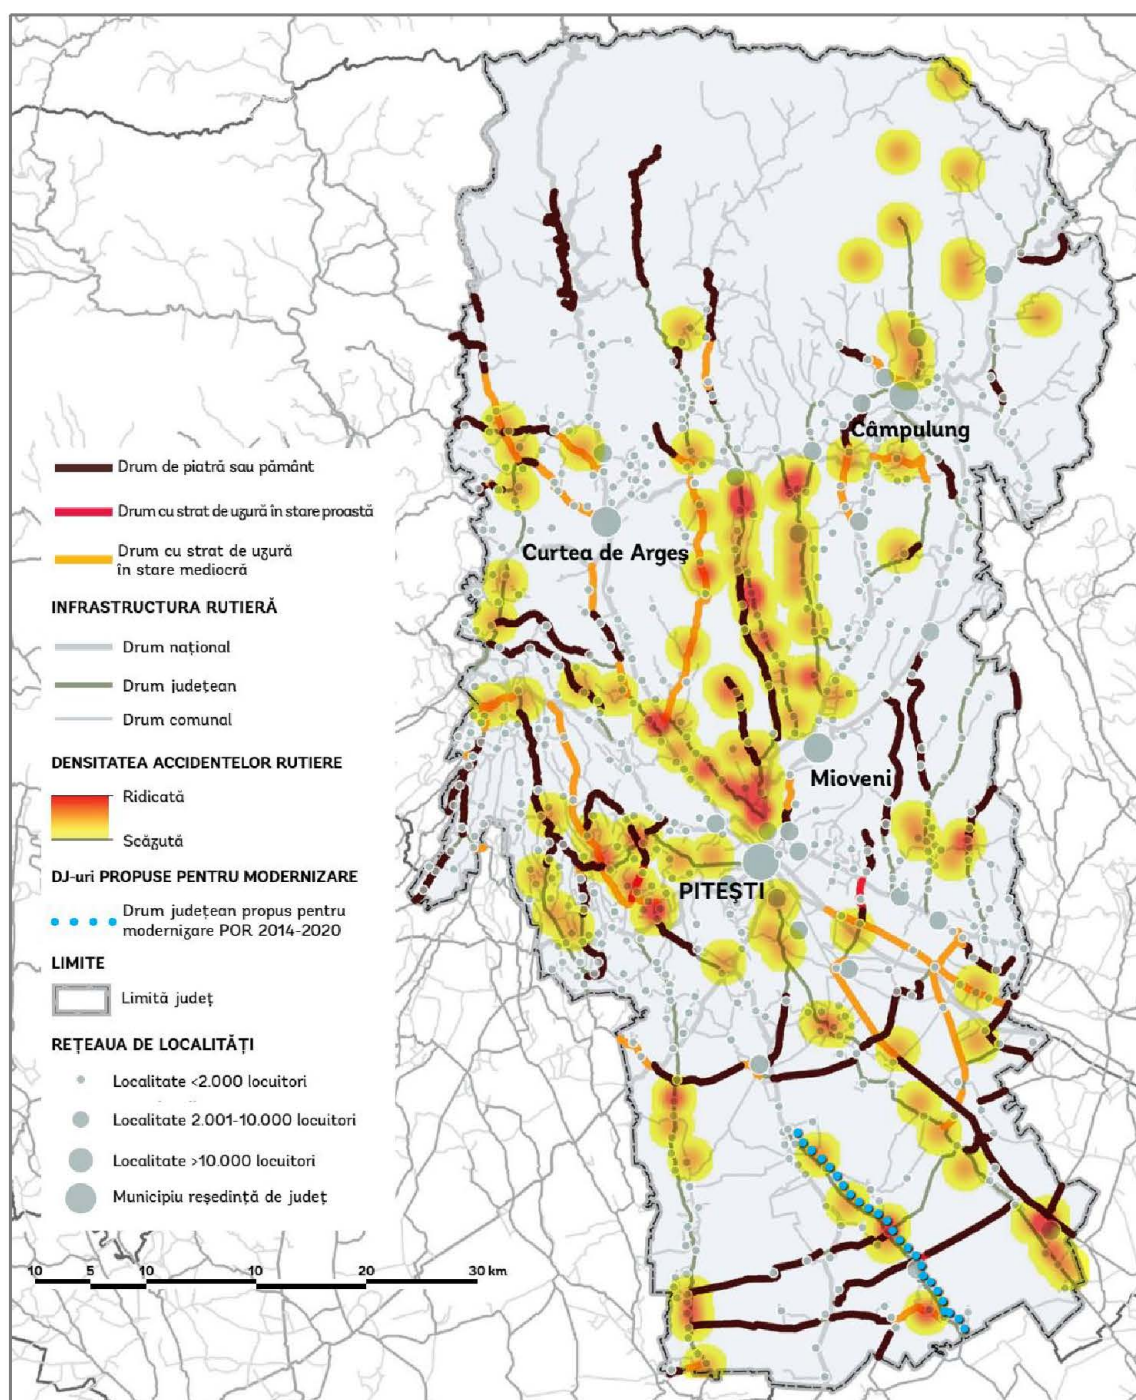 Câmpulung
Drum de piatră sau pământ
Drum cu strat de uzură în stare proastă
Curtea de Argeș
Drum cu strat de uzură
în stare mediocră
INFRASTRUCTURA RUTIERĂ
Drum național
Drum județean
Drum comunal
DENSITATEA ACCIDENTELOR RUTIERE
Ridicată
Mioveni
Scăzută
DJ-uri PROPUSE PENTRU MODERNIZARE
PITEȘTI
Drum județean propus pentru
modernizare POR 2014-2020
LIMITE
Limită județ
REȚEAUA DE LOCALITĂȚI
Localitate <2.000 locuitori
Localitate 2.001-10.000 locuitori
Localitate >10.000 locuitori
Municipiu reședință de județ
10 5 10 10 20 30 km